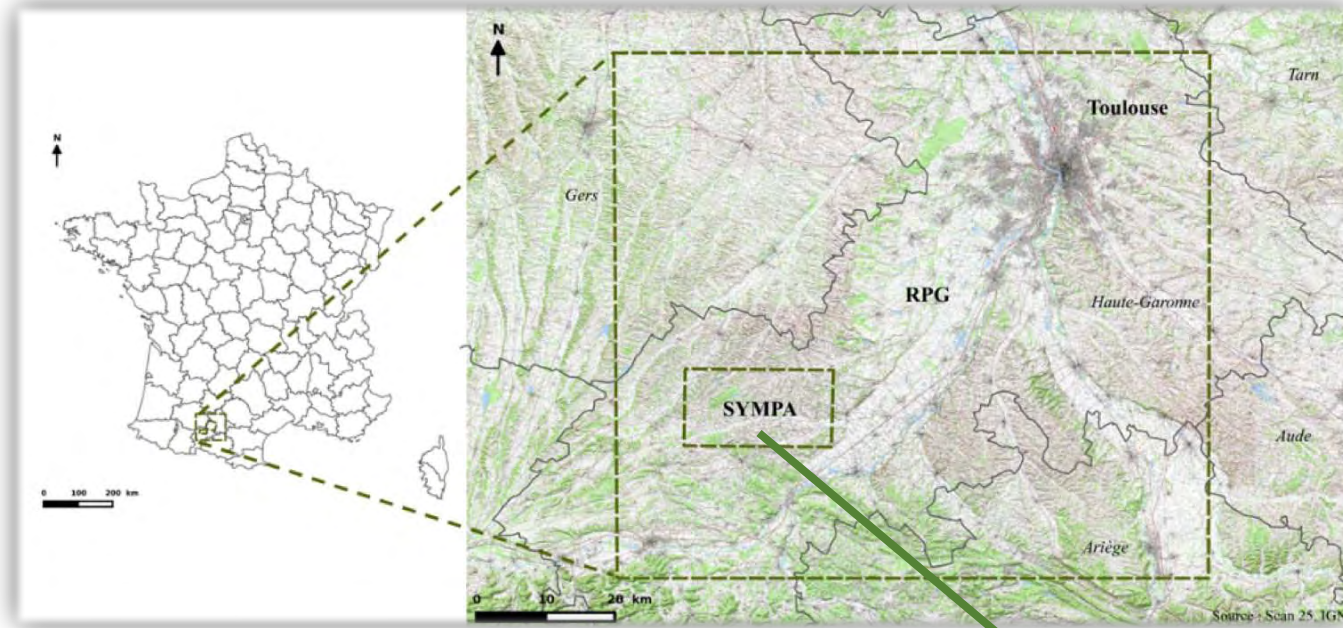 N
0 100 200 km
N
Tarn
Toulouse
Gers
RPG
Haute-Garonne
SYMPA
Aude
Ariège
0 10 20 km
Source : Scan 25, IGN